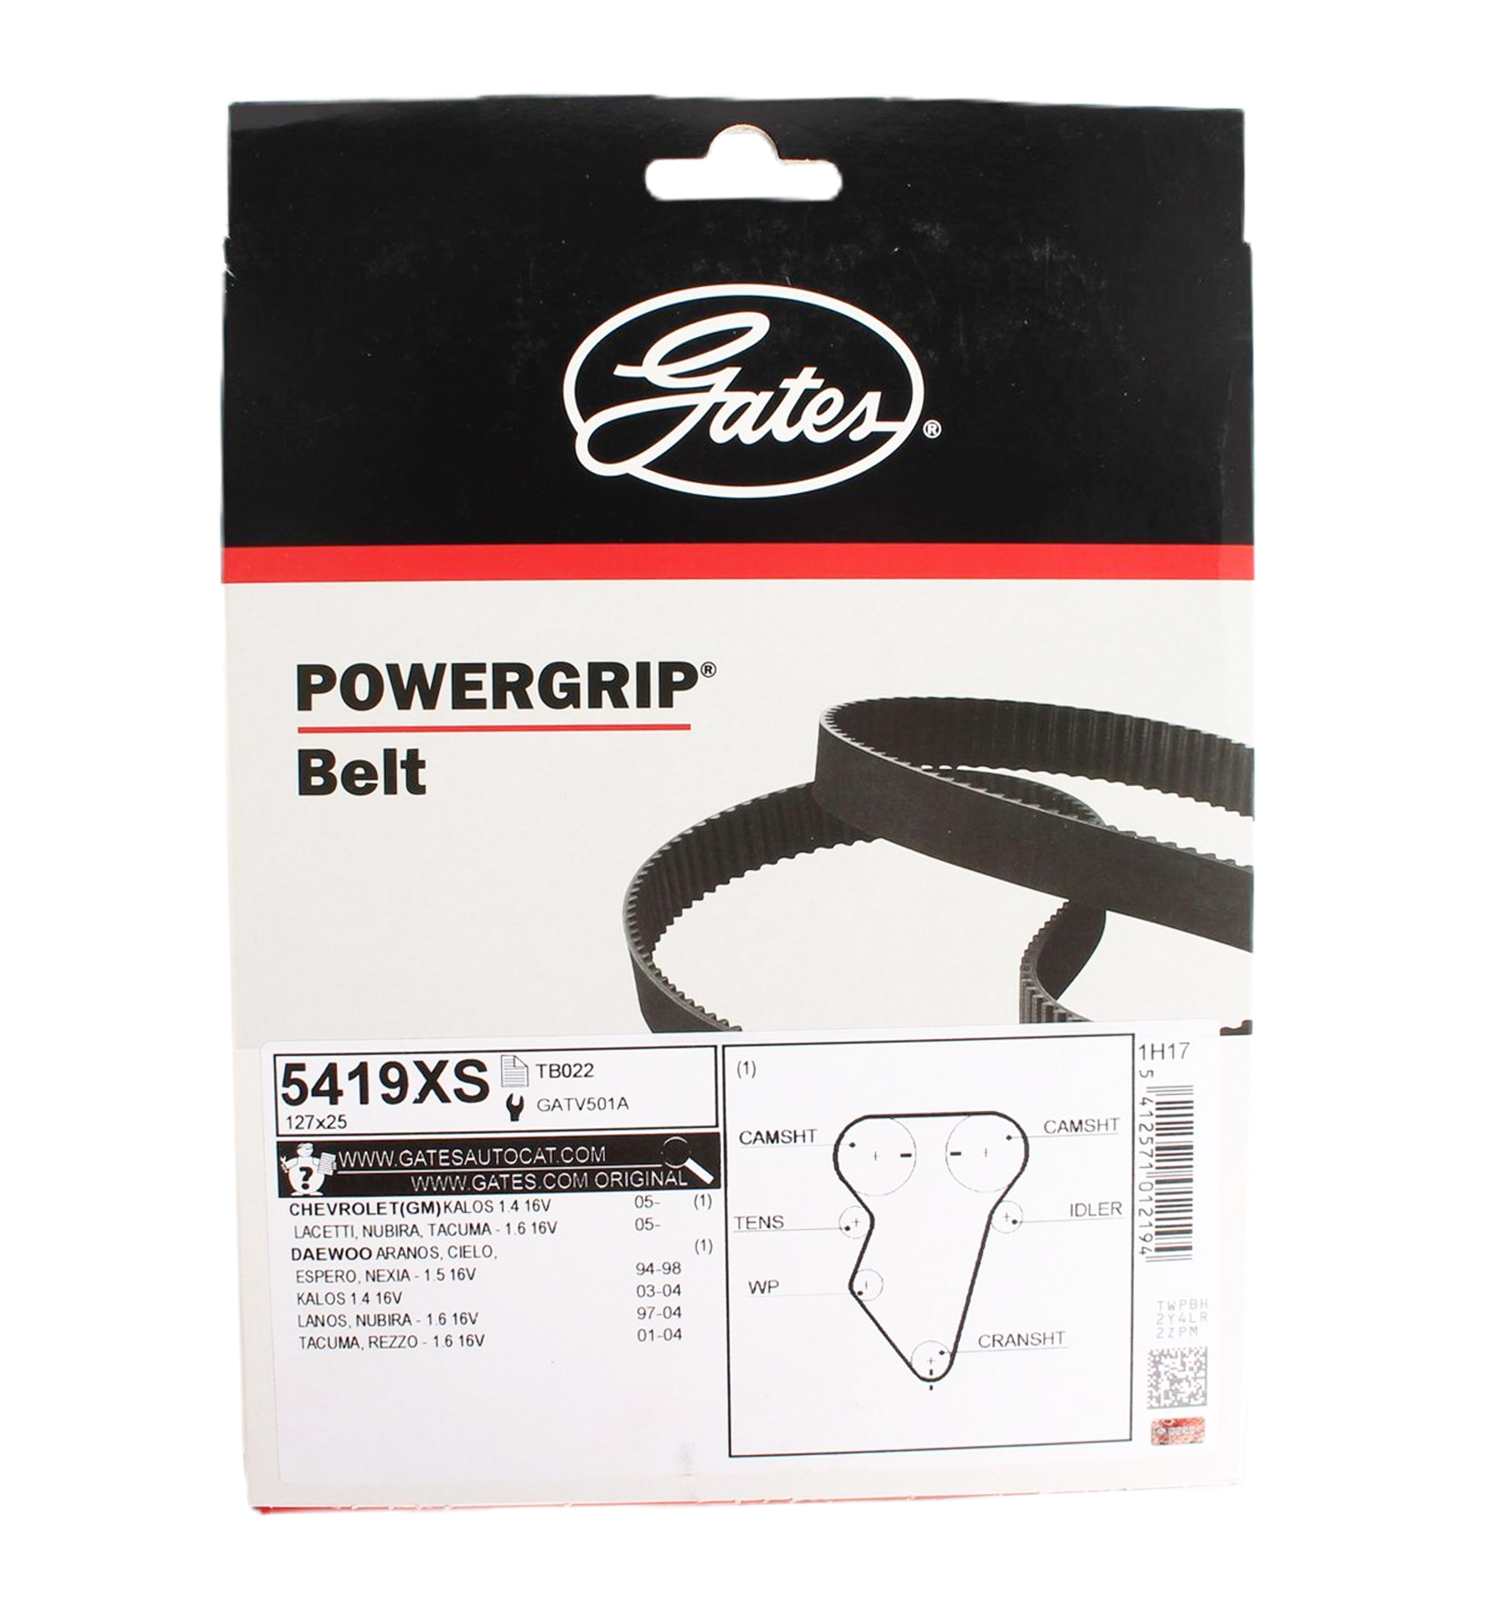 Gates®
POWERGRIP®
Belt
5419XS
TB022
127x25
GATV501A
WWW.GATESAUTOCAT.COM
WWW.GATES.COM ORIGINAL
CHEVROLET(GM) KALOS 1.4 16V 05- (1)
LACETTI, NUBIRA, TACUMA - 1.6 16V 05-
DAEWOO ARANOS, CIELO, (1)
ESPERO, NEXIA - 1.5 16V 94-98
KALOS 1.4 16V 03-04
LANOS, NUBIRA - 1.6 16V 97-04
TACUMA, REZZO - 1.6 16V 01-04
(1)
CAMSHT
CAMSHT
TENS
IDLER
WP
CRANSHT
1H17
5 412571 012194
TWPBH
2Y4LR
2ZPM